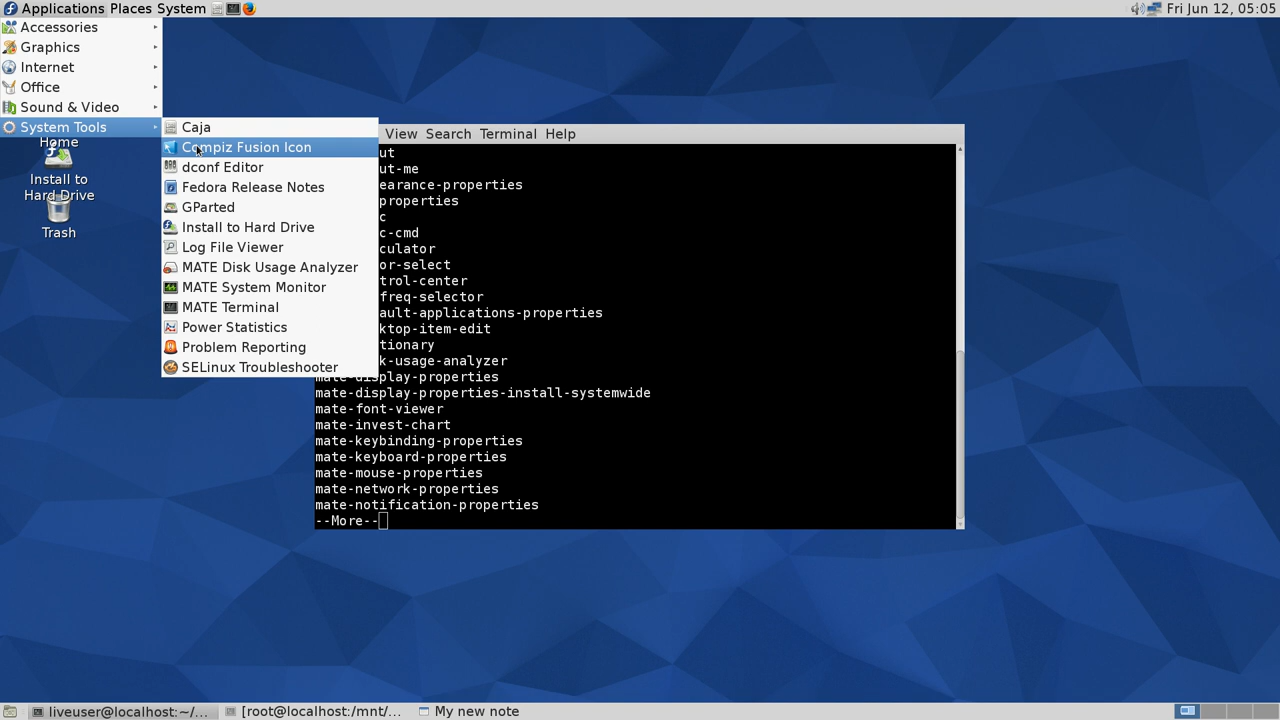 Applications Places System
Fri Jun 12, 05:05
Accessories
Graphics
Internet
Office
Sound & Video
System Tools
Home
Install to
Hard Drive
Trash
Caja
Compiz Fusion Icon
dconf Editor
Fedora Release Notes
GParted
Install to Hard Drive
Log File Viewer
MATE Disk Usage Analyzer
MATE System Monitor
MATE Terminal
Power Statistics
Problem Reporting
SELinux Troubleshooter
View Search Terminal Help
ut
ut-me
earance-properties
properties
c
c-cmd
culator
or-select
trol-center
freq-selector
ault-applications-properties
ktop-item-edit
tionary
k-usage-analyzer
mate-display-properties
mate-display-properties-install-systemwide
mate-font-viewer
mate-invest-chart
mate-keybinding-properties
mate-keyboard-properties
mate-mouse-properties
mate-network-properties
mate-notification-properties
--More--
liveuser@localhost:~/...
[root@localhost:/mnt/...
My new note